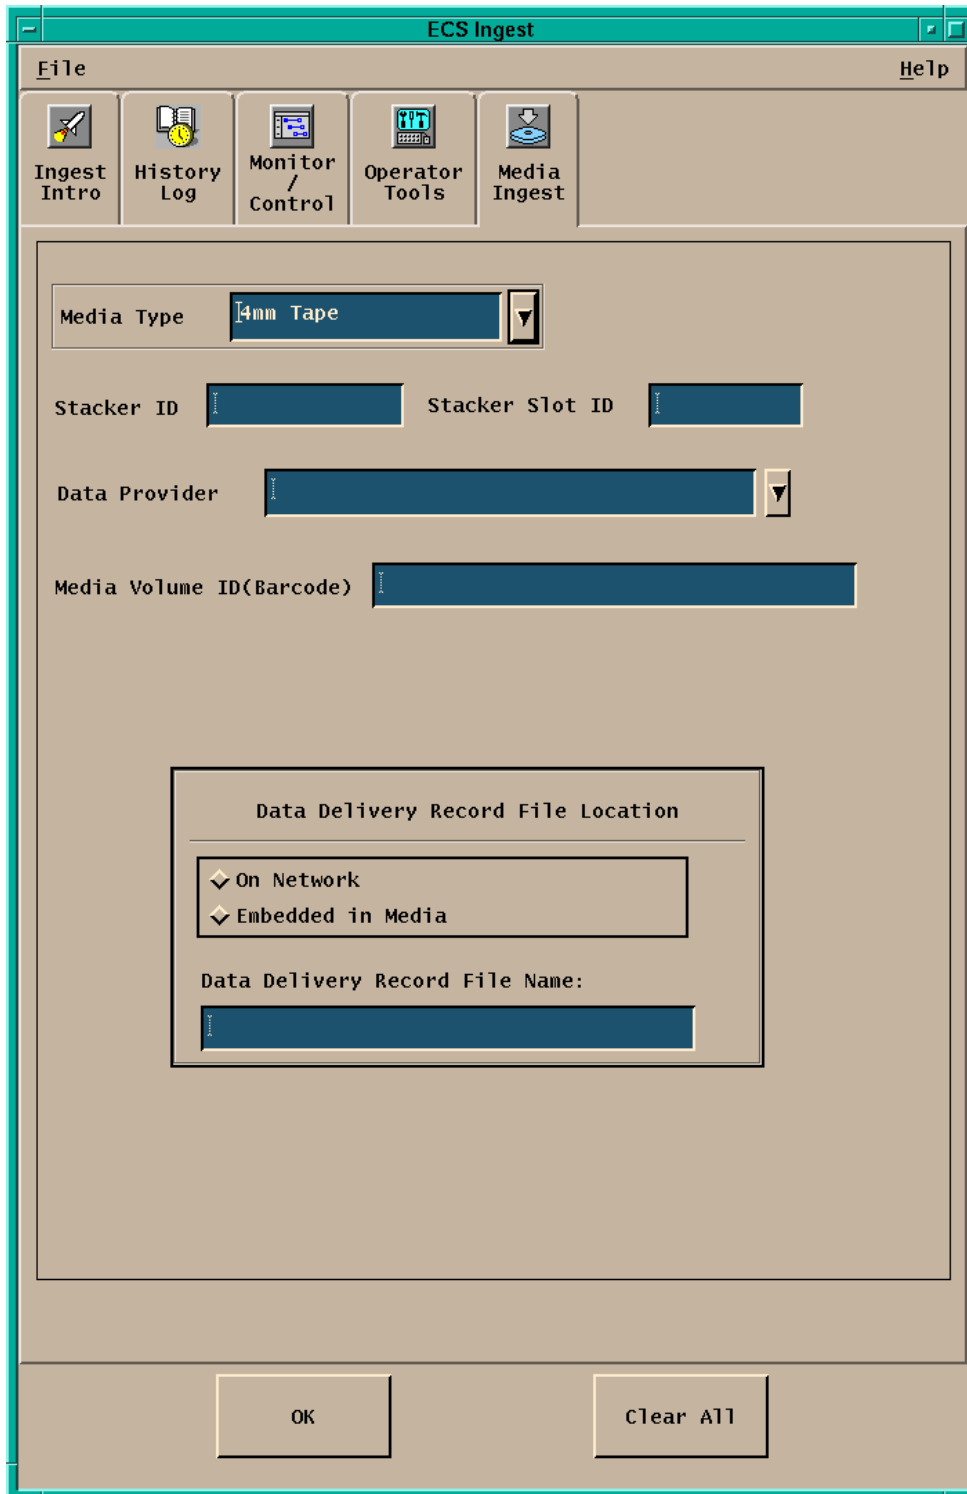 ECS Ingest
File Help
Ingest Intro
History Log
Monitor / Control
Operator Tools
Media Ingest
Media Type 4mm Tape
Stacker ID Stacker Slot ID
Data Provider
Media Volume ID(Barcode)
Data Delivery Record File Location
On Network
Embedded in Media
Data Delivery Record File Name:
OK Clear All